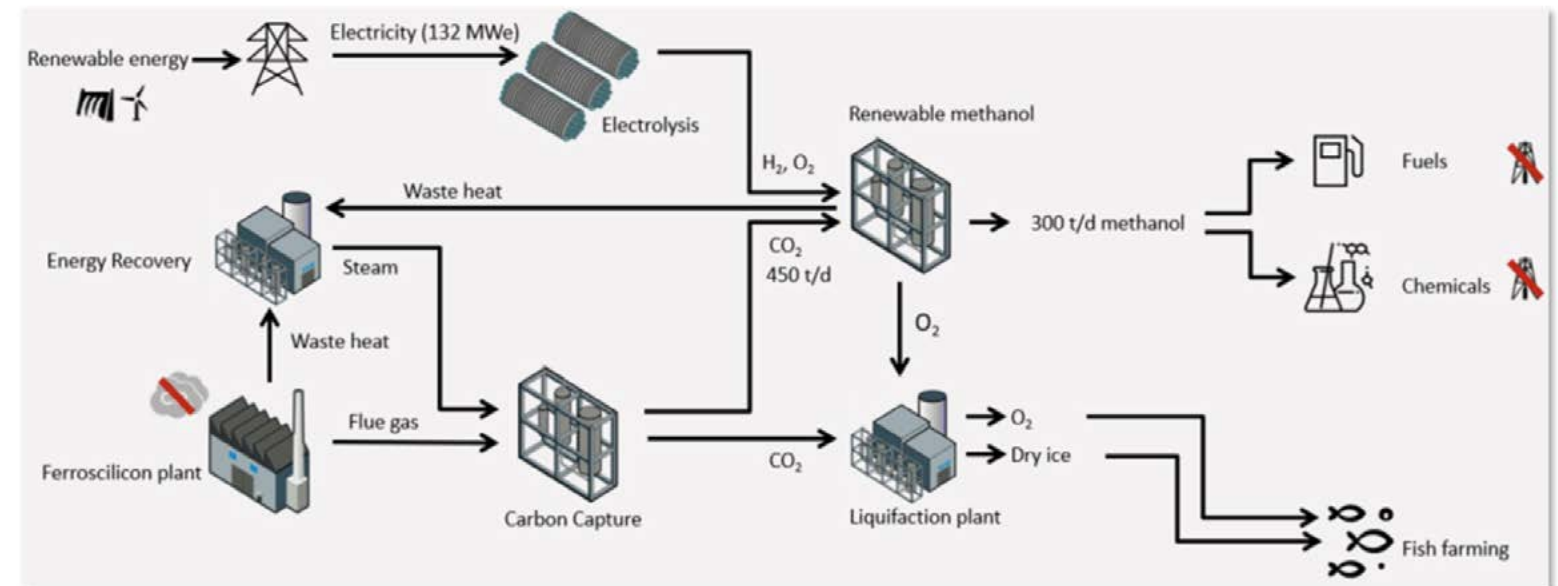 Electricity (132 MWe)
Renewable energy
Electrolysis
Renewable methanol
H₂, O₂
Fuels
Waste heat
300 t/d methanol
CO₂
450 t/d
Energy Recovery
Steam
Chemicals
O₂
Waste heat
Flue gas
O₂
Ferroscilicon plant
CO₂
Dry ice
Carbon Capture
Liquifaction plant
Fish farming